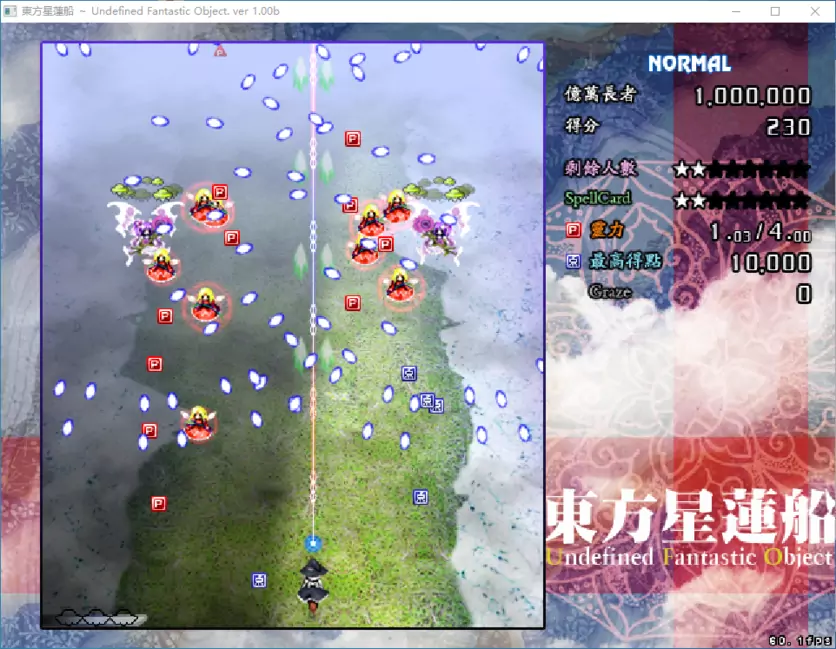 東方星蓮船 ~ Undefined Fantastic Object. ver 1.00b
NORMAL
億萬長者 1,000,000
得分 230
剩餘人數 ★★★★★★★★
SpellCard ★★★★★★★★
P 靈力 1.03/4.00
点 最高得點 10,000
Graze 0
東方星蓮船
Undefined Fantastic Object
60.1fps